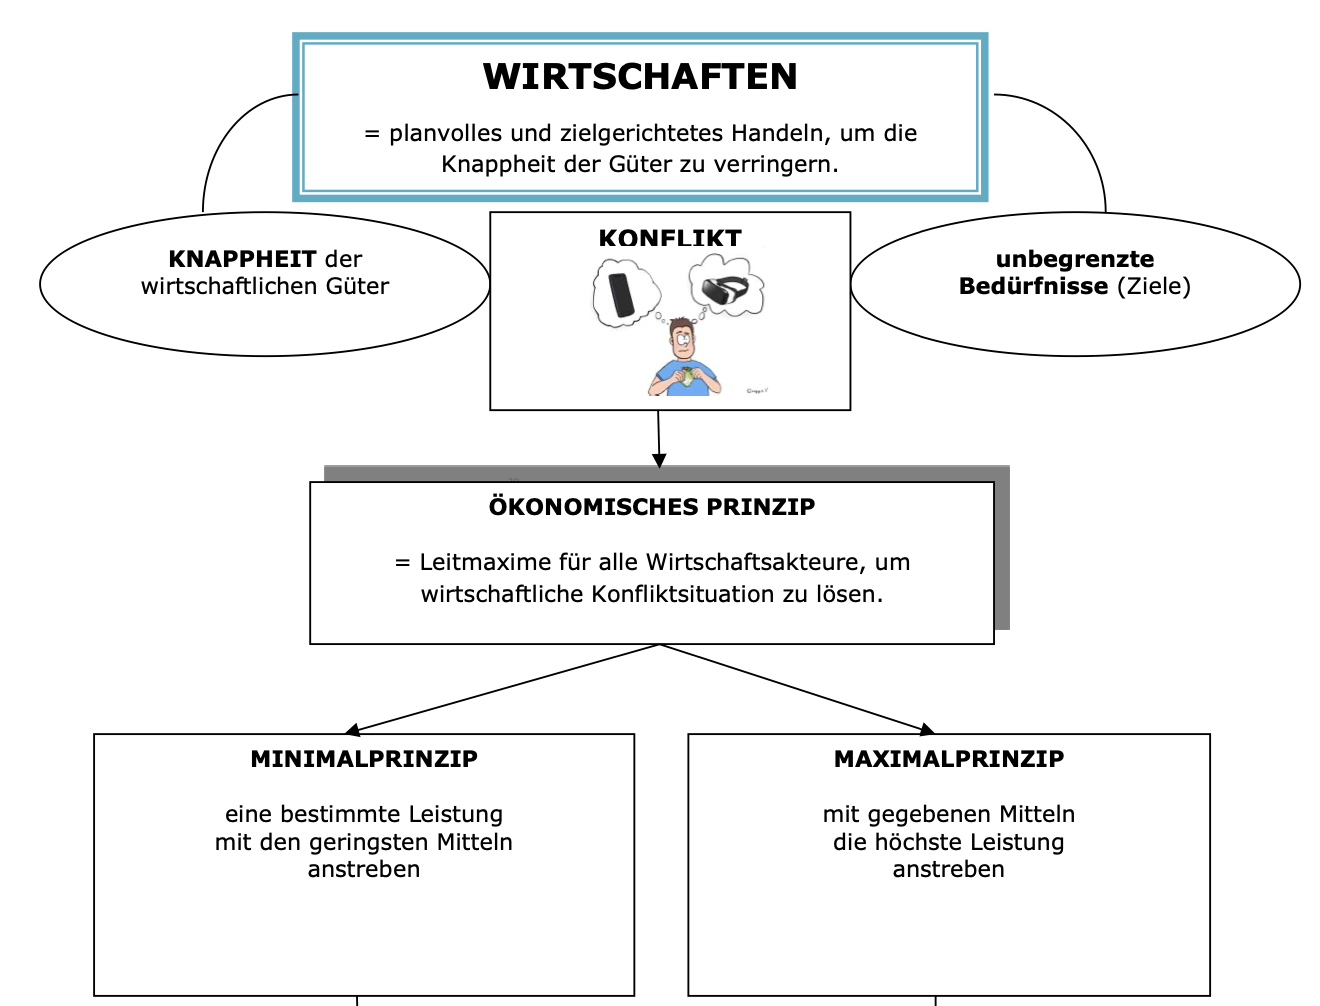 WIRTSCHAFTEN
= planvolles und zielgerichtetes Handeln, um die
Knappheit der Güter zu verringern.
KNAPPHEIT der
wirtschaftlichen Güter
KONFLIKT
unbegrenzte
Bedürfnisse (Ziele)
ÖKONOMISCHES PRINZIP
= Leitmaxime für alle Wirtschaftsakteure, um
wirtschaftliche Konfliktsituation zu lösen.
MINIMALPRINZIP
eine bestimmte Leistung
mit den geringsten Mitteln
anstreben
MAXIMALPRINZIP
mit gegebenen Mitteln
die höchste Leistung
anstreben